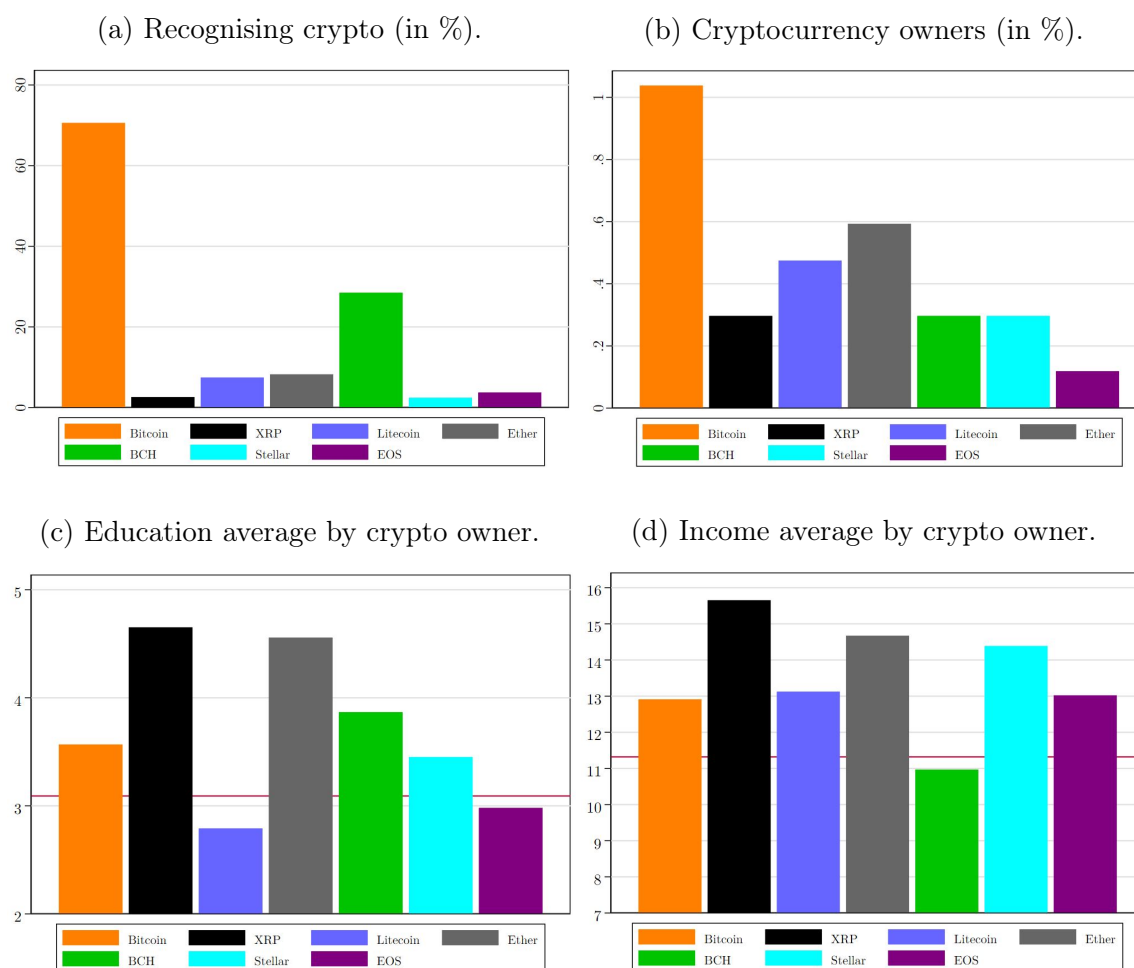 (a) Recognising crypto (in %).
80
60
40
20
0
Bitcoin XRP Litecoin Ether
BCH Stellar EOS
(b) Cryptocurrency owners (in %).
1
.8
.6
.4
.2
0
Bitcoin XRP Litecoin Ether
BCH Stellar EOS
(c) Education average by crypto owner.
5
4
3
2
Bitcoin XRP Litecoin Ether
BCH Stellar EOS
(d) Income average by crypto owner.
16
15
14
13
12
11
10
9
8
7
Bitcoin XRP Litecoin Ether
BCH Stellar EOS